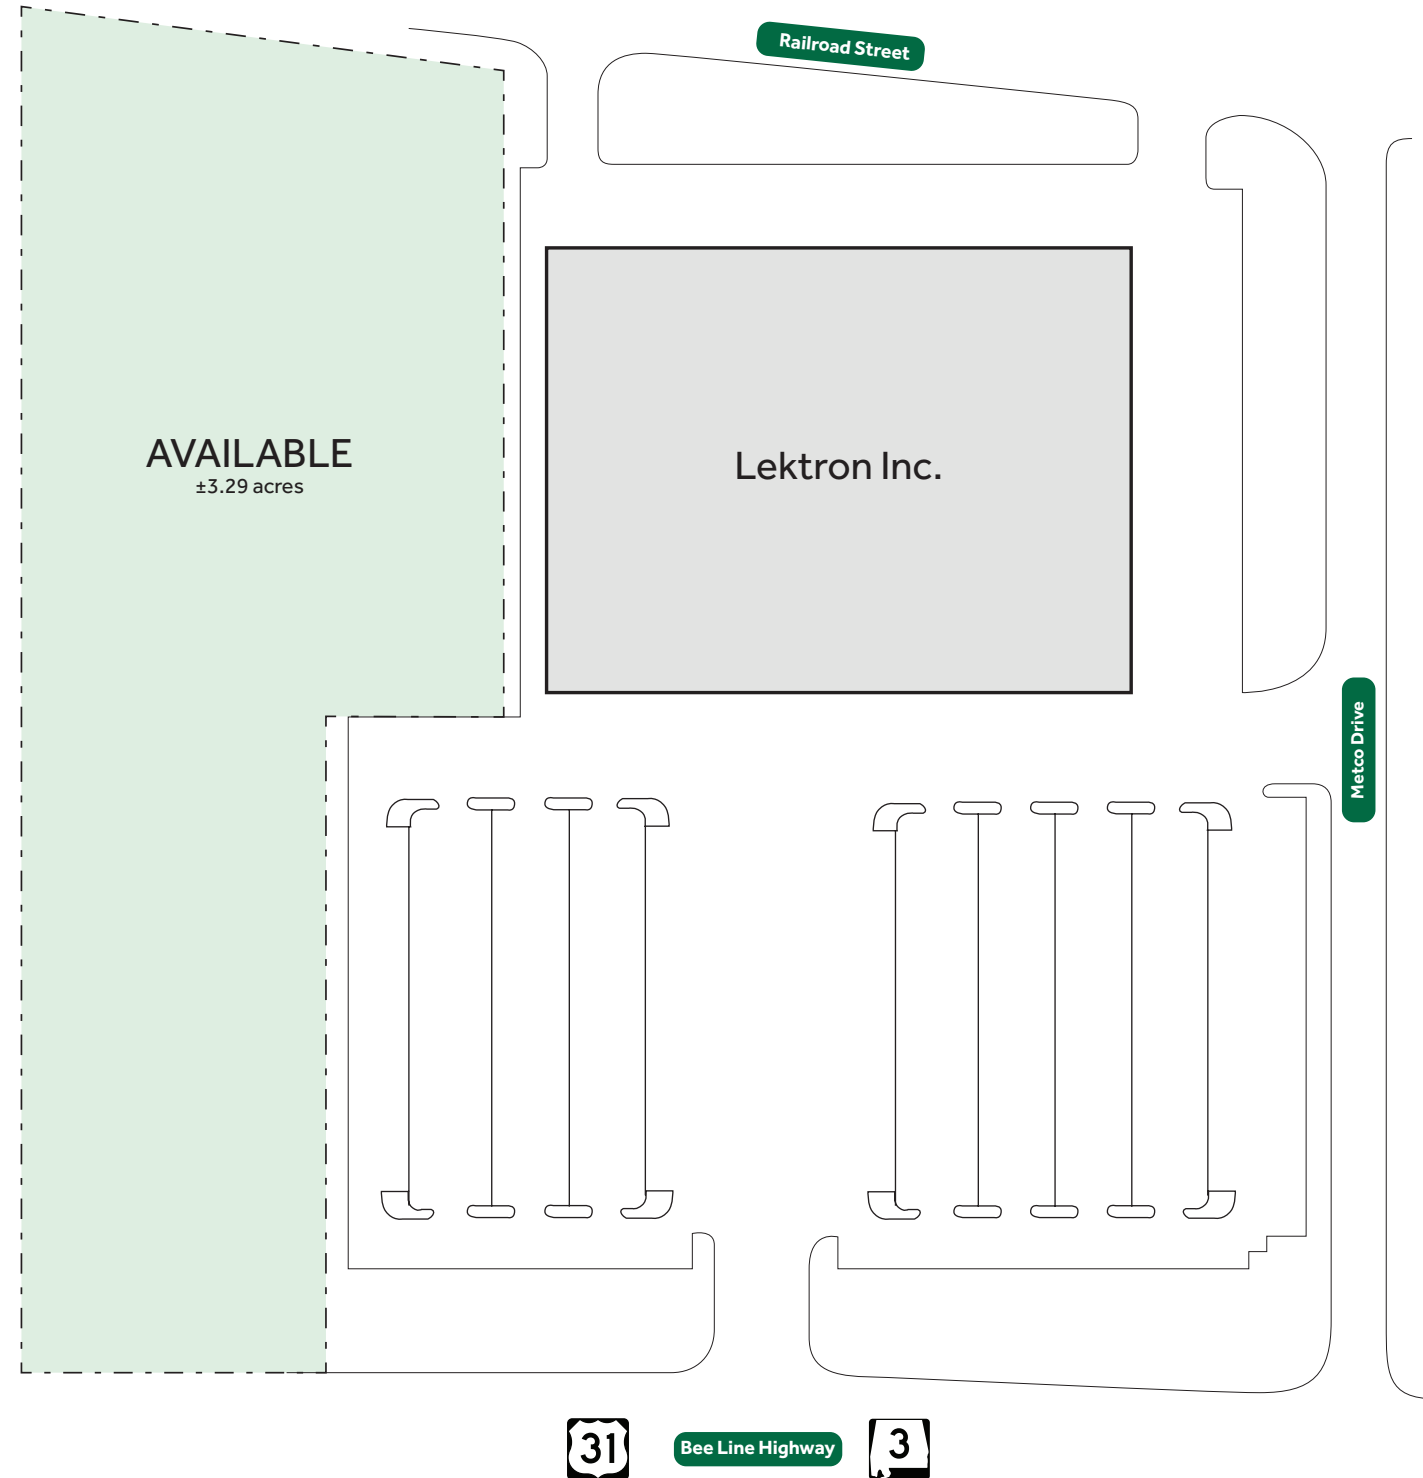 Railroad Street
AVAILABLE
±3.29 acres
Lektron Inc.
Metco Drive
31
Bee Line Highway
3